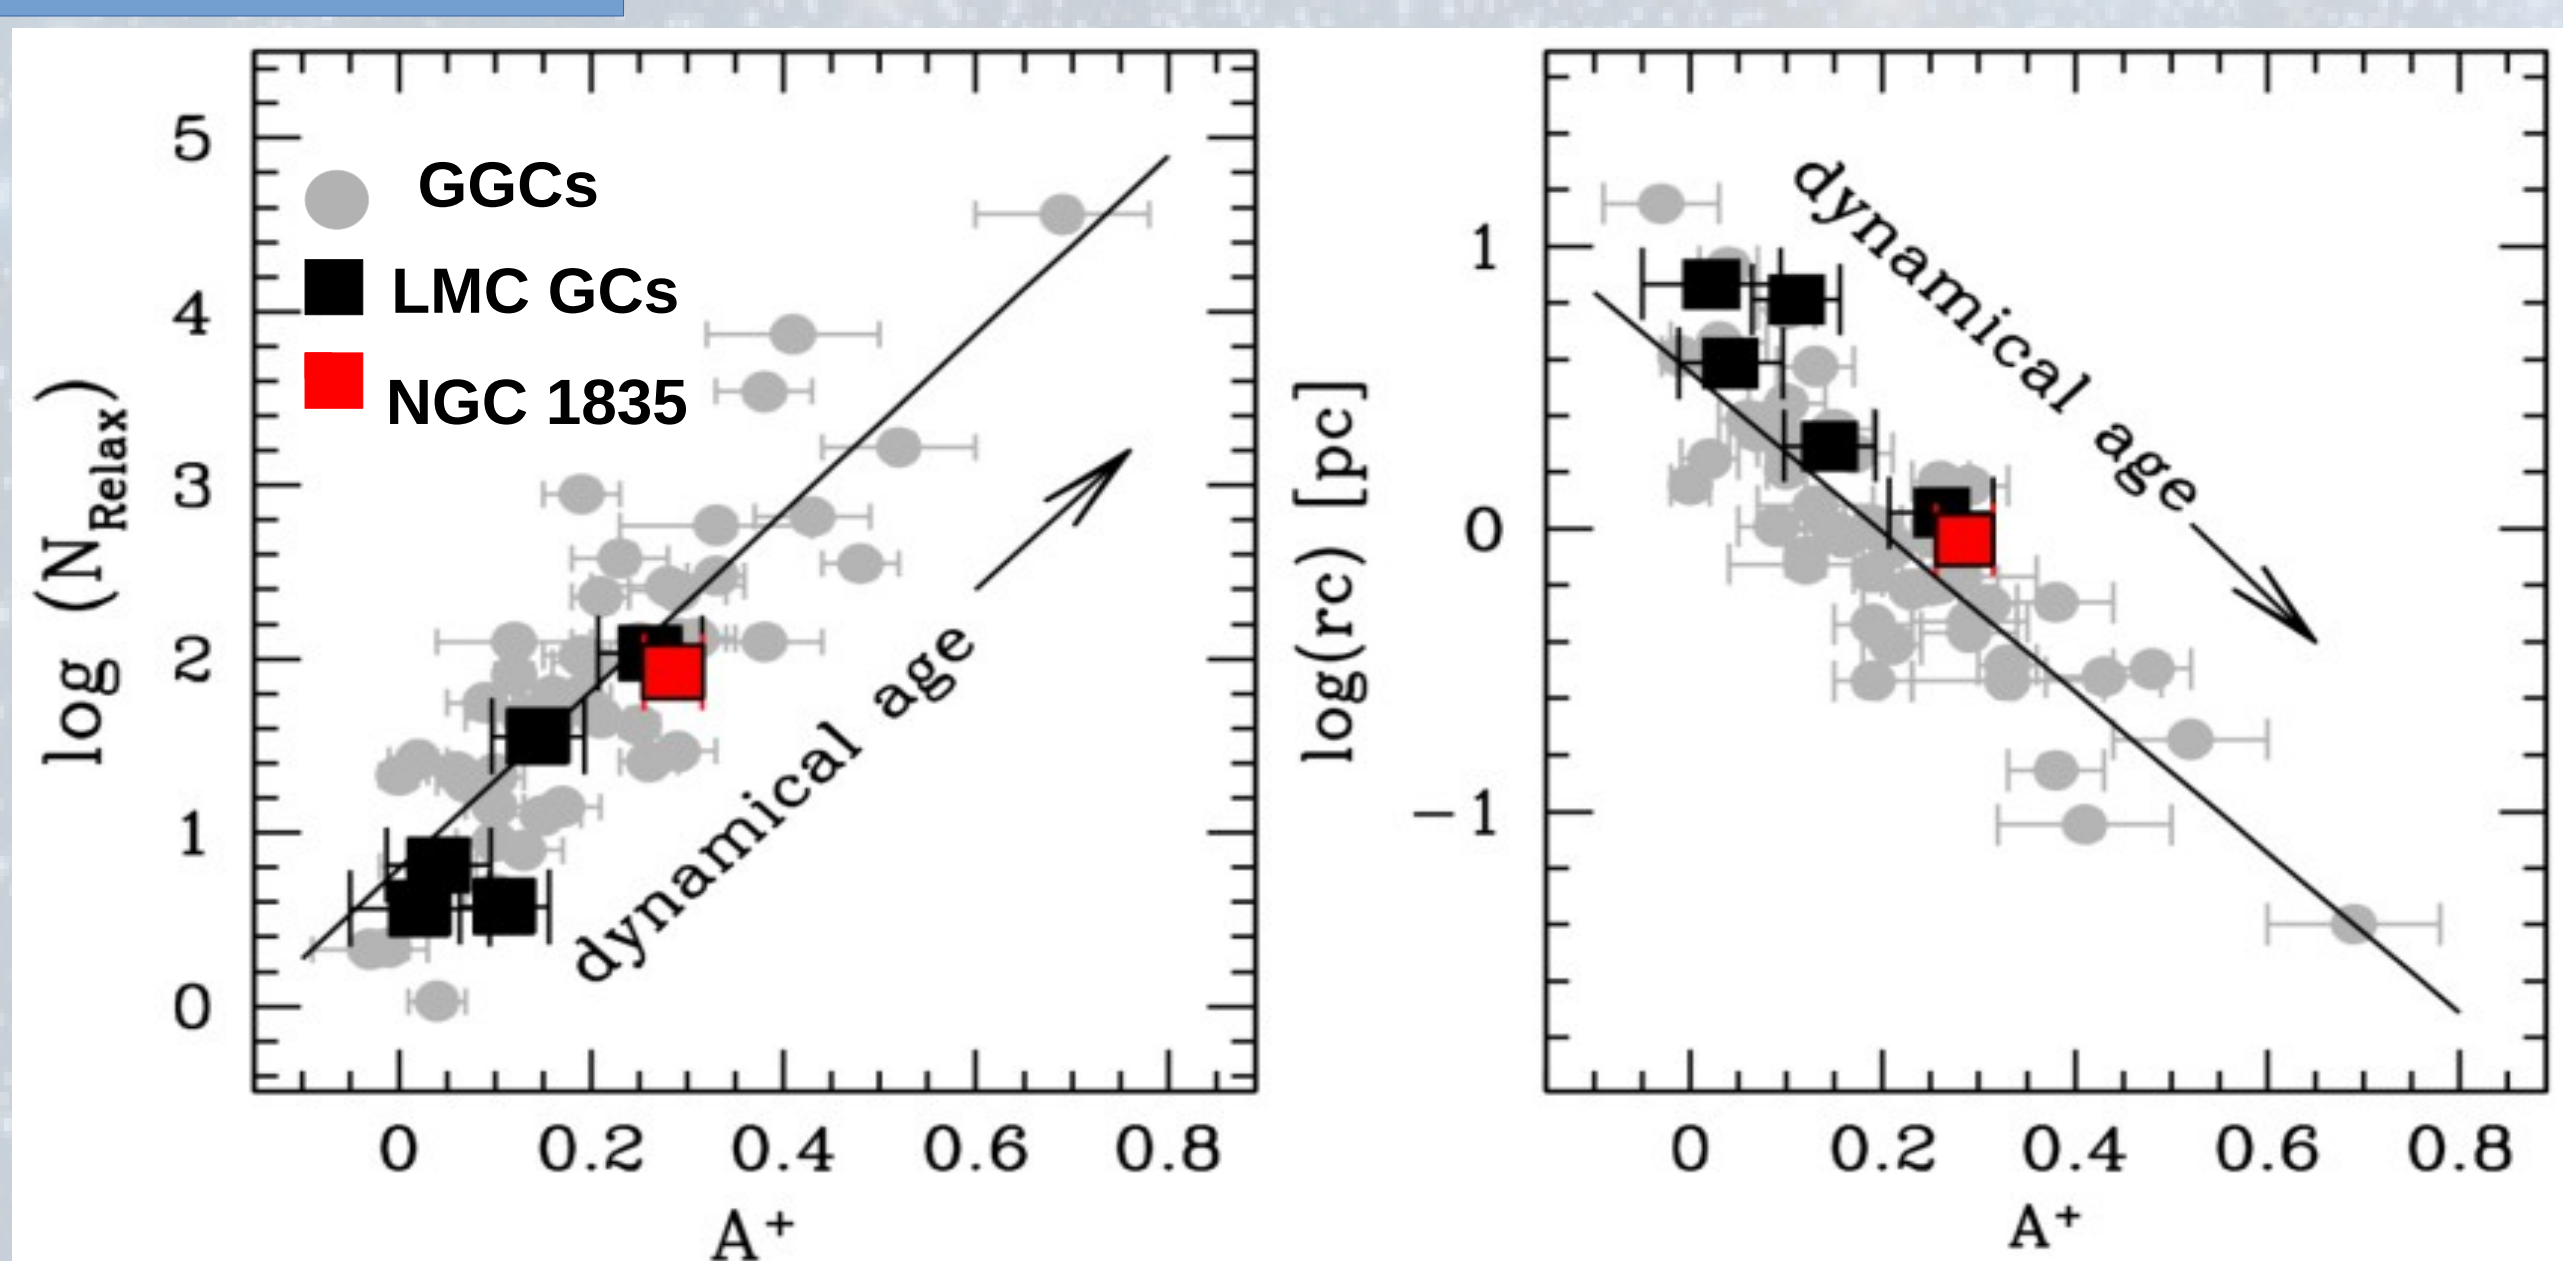 5
4
3
2
1
0
log (N_Relax)
GGCs
LMC GCs
NGC 1835
dynamical age
0 0.2 0.4 0.6 0.8
A⁺
1
0
−1
log(rc) [pc]
dynamical age
0 0.2 0.4 0.6 0.8
A⁺